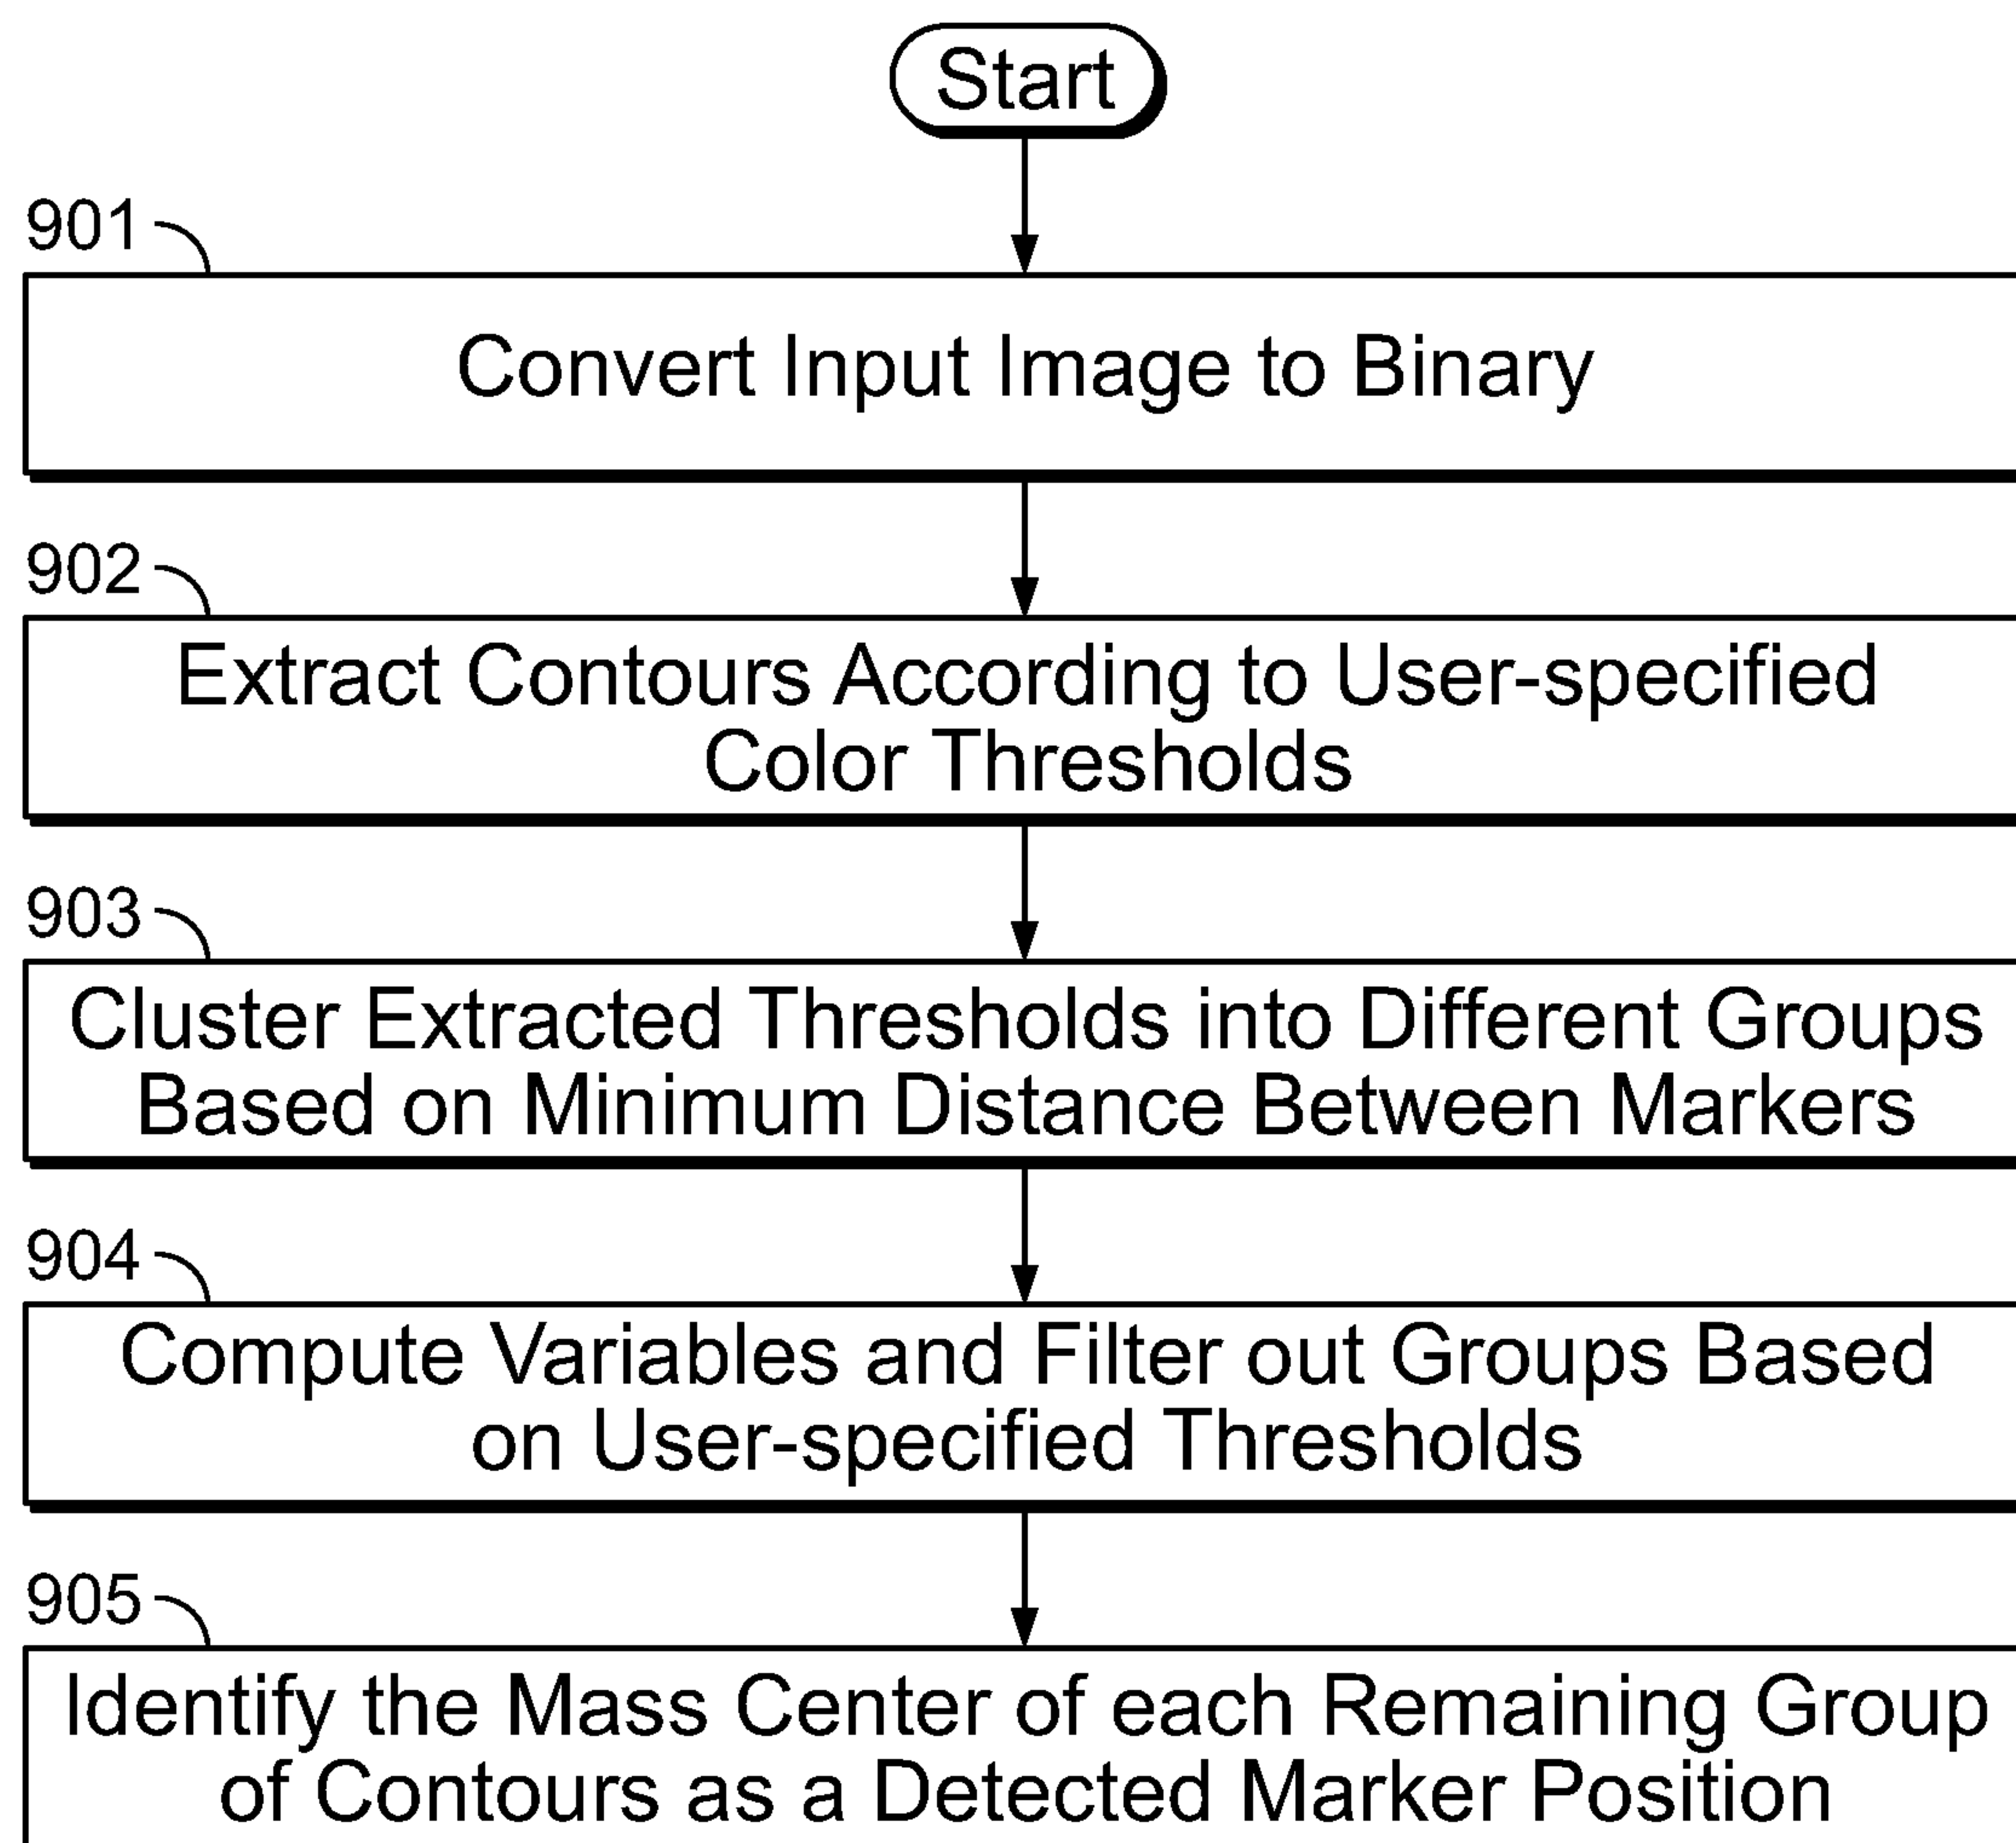 Start
901
Convert Input Image to Binary
902
Extract Contours According to User-specified
Color Thresholds
903
Cluster Extracted Thresholds into Different Groups
Based on Minimum Distance Between Markers
904
Compute Variables and Filter out Groups Based
on User-specified Thresholds
905
Identify the Mass Center of each Remaining Group
of Contours as a Detected Marker Position